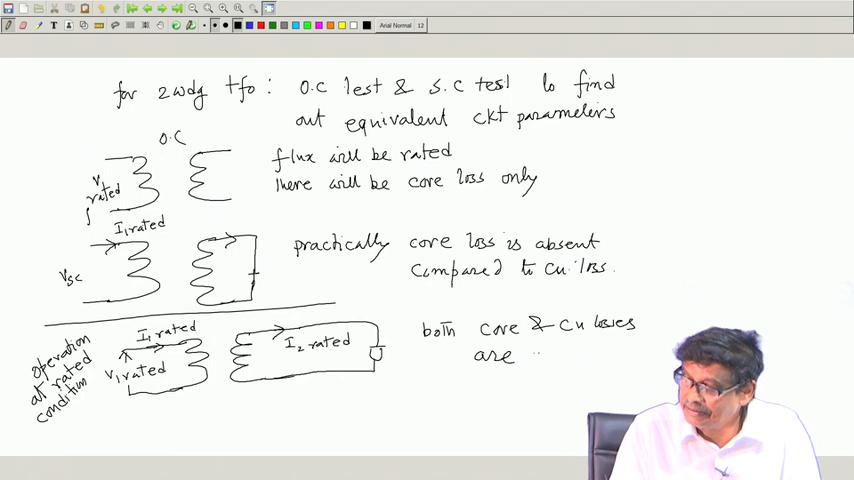 Arial Normal 12
for 2wdg tfo: O.C Test & S.C test to find
out equivalent ckt parameters
O.C
flux will be rated
there will be core loss only
V rated
I1 rated
practically core loss is absent
compared to cu. loss.
VSC
operation at rated condition
I1 rated
V1 rated
I2 rated
both core & cu losses
are